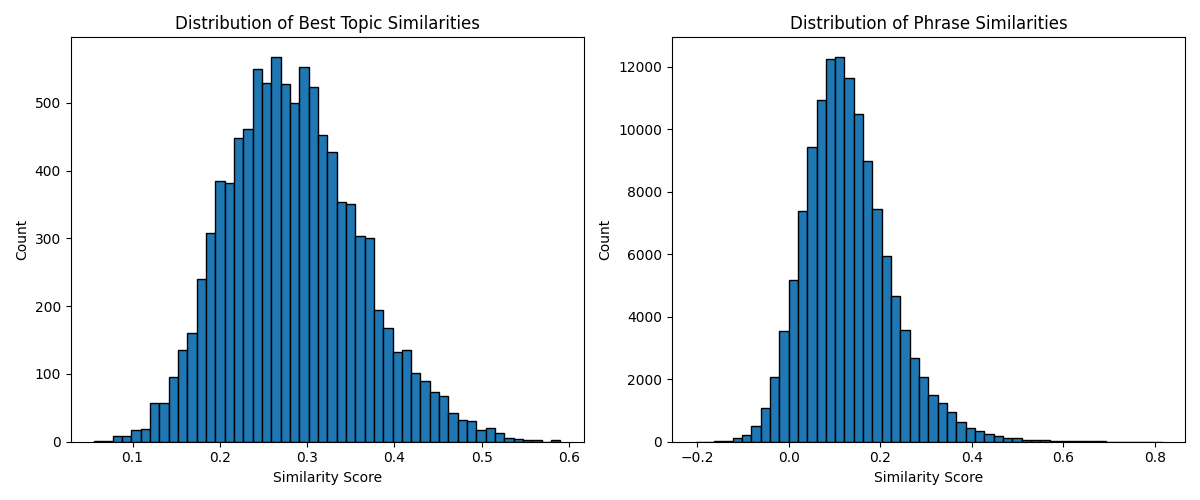 Distribution of Best Topic Similarities
Count
500
400
300
200
100
0
0.1 0.2 0.3 0.4 0.5 0.6
Similarity Score
Distribution of Phrase Similarities
Count
12000
10000
8000
6000
4000
2000
0
−0.2 0.0 0.2 0.4 0.6 0.8
Similarity Score